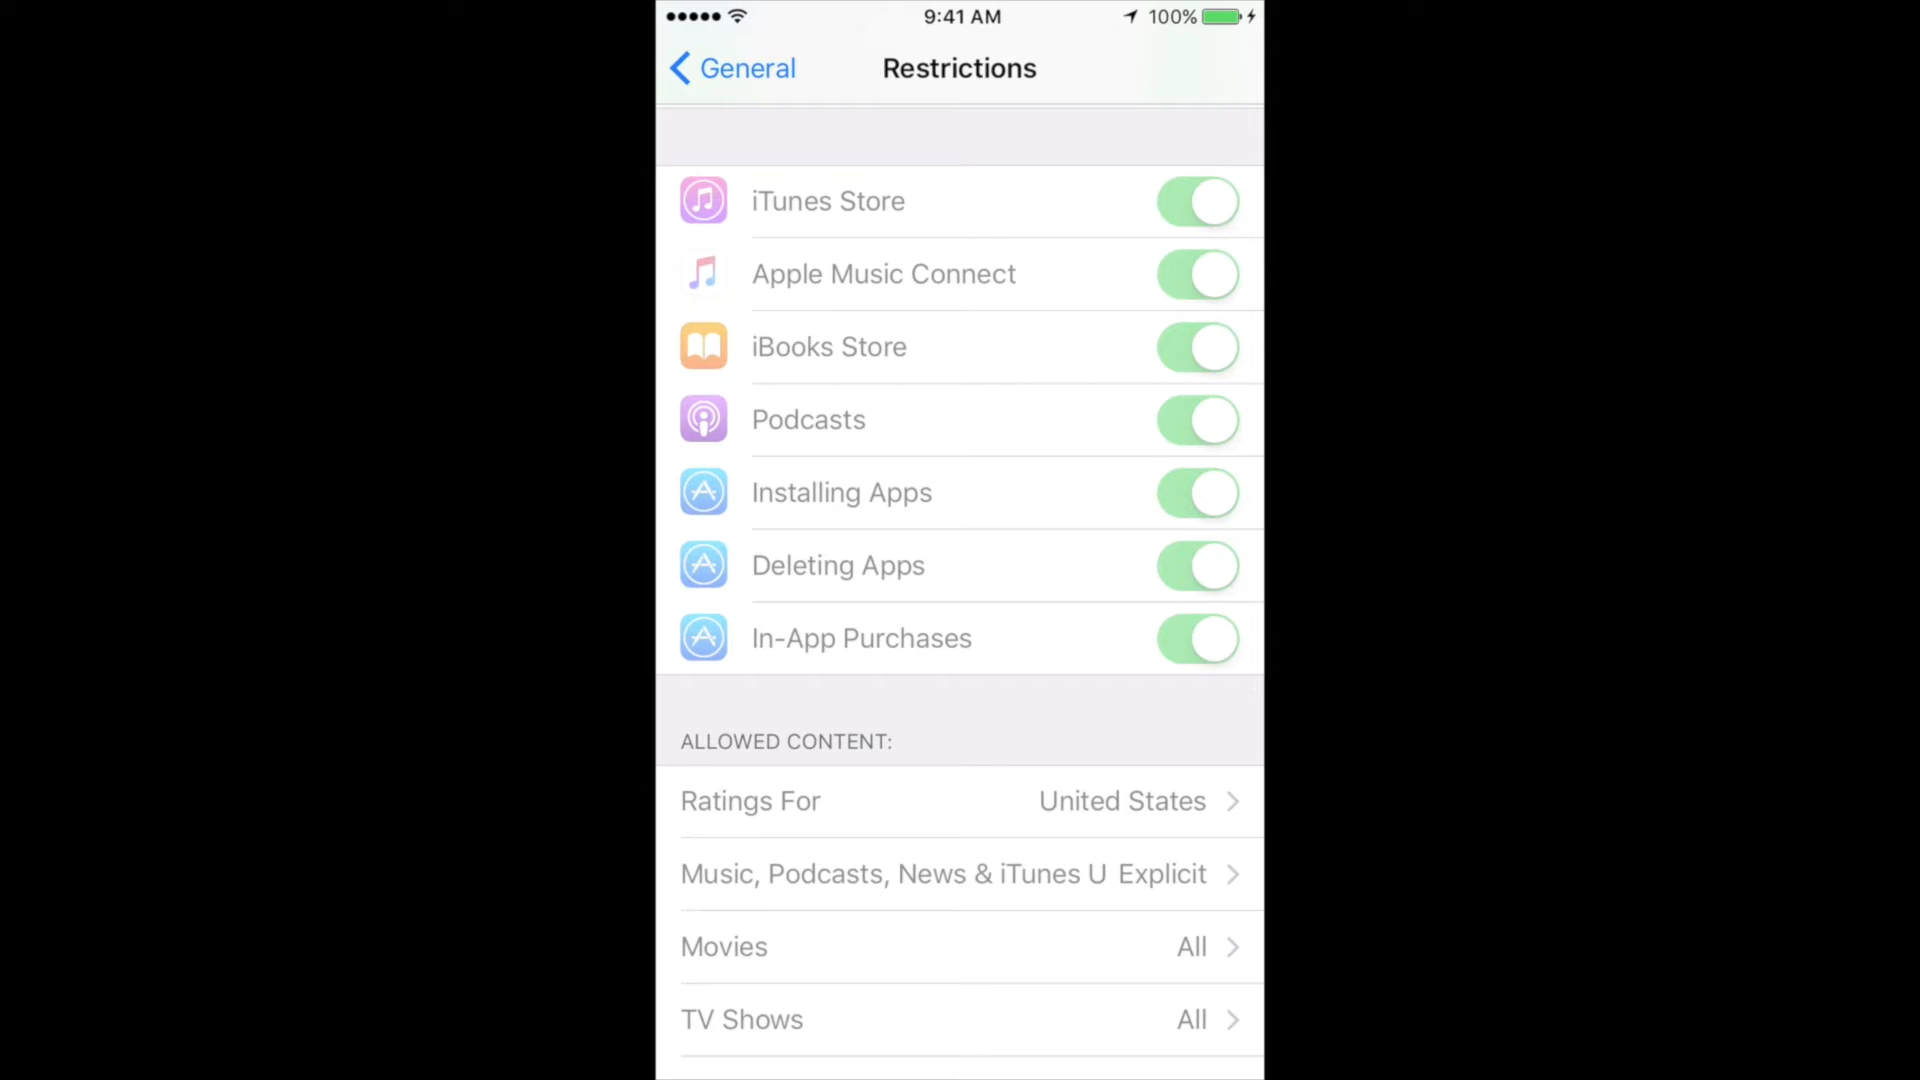 9:41 AM 100%
General Restrictions
iTunes Store
Apple Music Connect
iBooks Store
Podcasts
Installing Apps
Deleting Apps
In-App Purchases
ALLOWED CONTENT:
Ratings For United States
Music, Podcasts, News & iTunes U Explicit
Movies All
TV Shows All